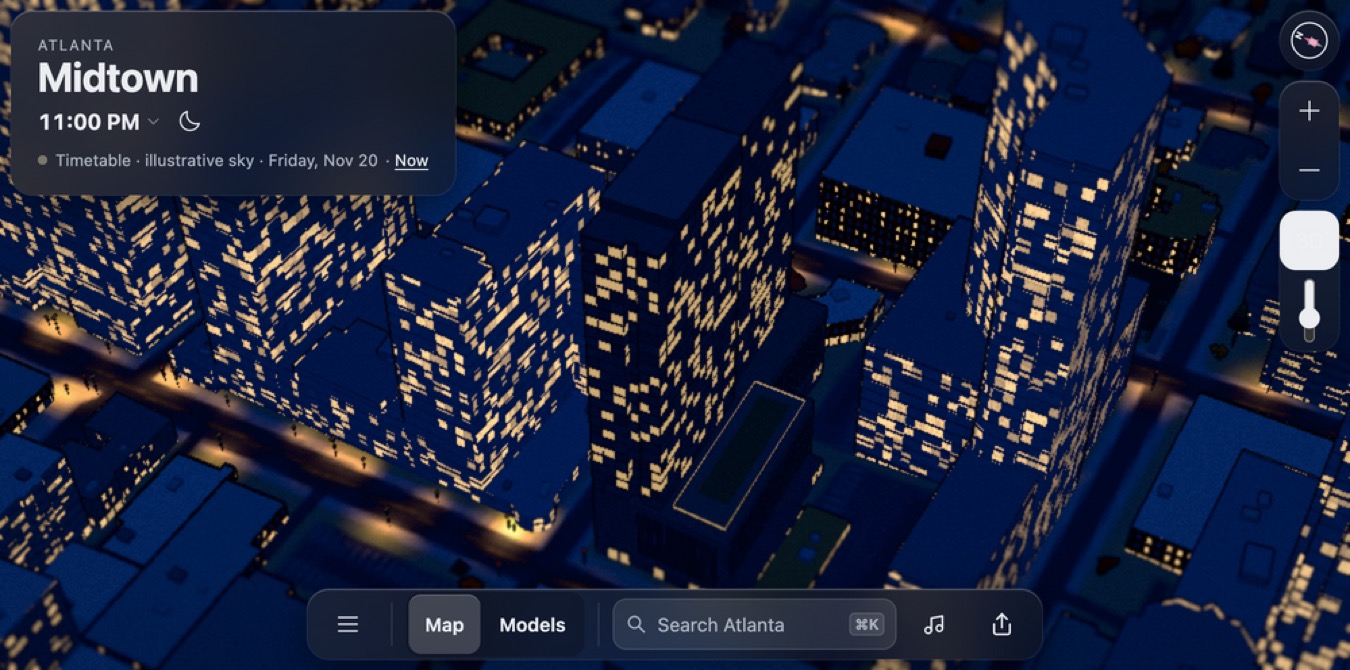 ATLANTA
Midtown
11:00 PM
Timetable · illustrative sky · Friday, Nov 20 · Now
N
Map
Models
Search Atlanta
⌘K